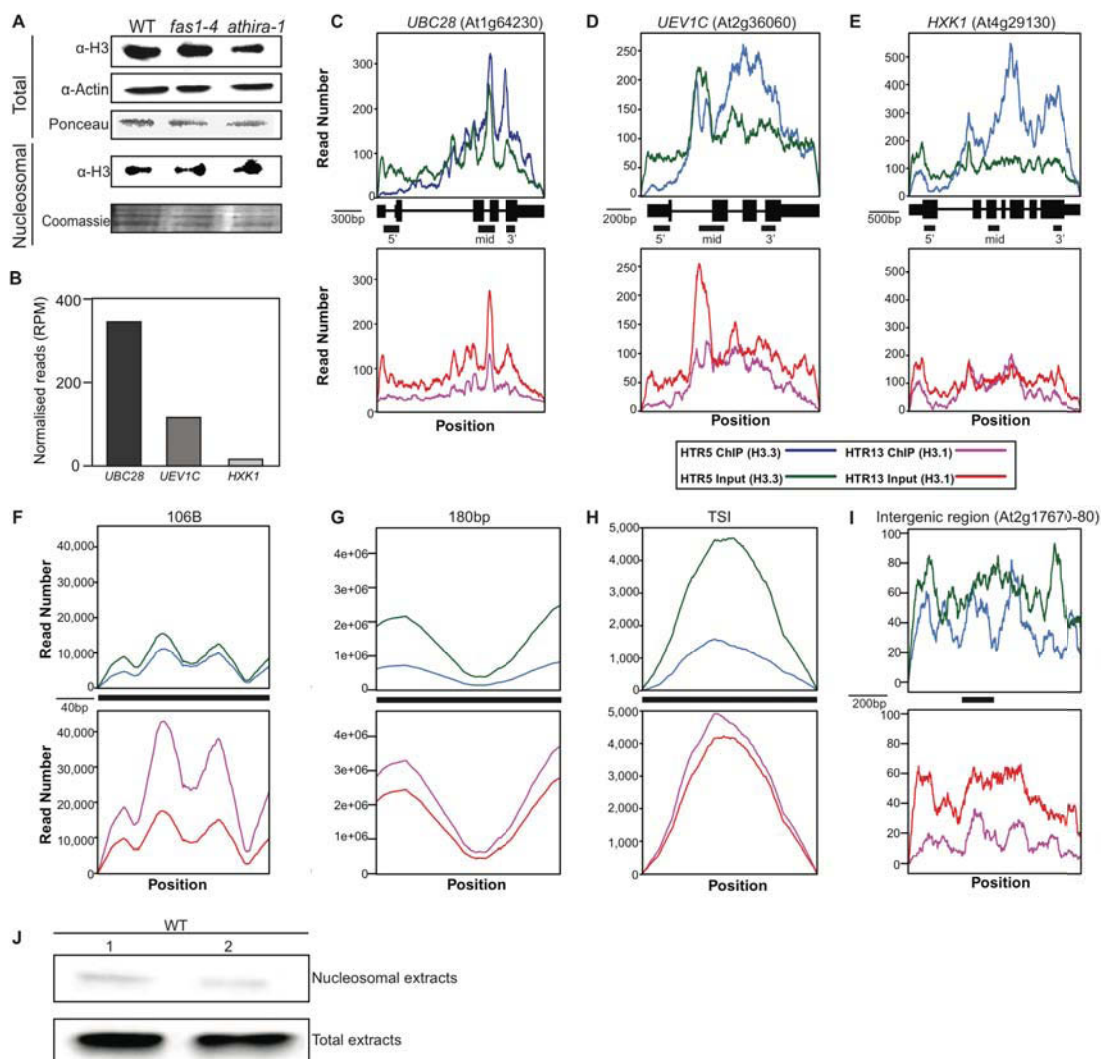 A
WT fas1-4 athira-1
Total
α-H3
α-Actin
Ponceau
Nucleosomal
α-H3
Coomassie
B
Normalised reads (RPM)
400
200
0
UBC28 UEV1C HXK1
C
UBC28 (At1g64230)
Read Number
300
200
100
0
300bp
5' mid 3'
Read Number
300
200
100
0
Position
D
UEV1C (At2g36060)
250
200
150
100
50
0
200bp
5' mid 3'
250
200
150
100
50
0
Position
E
HXK1 (At4g29130)
500
400
300
200
100
0
500bp
5' mid 3'
500
400
300
200
100
0
Position
HTR5 ChIP (H3.3) HTR13 ChIP (H3.1)
HTR5 Input (H3.3) HTR13 Input (H3.1)
F
106B
Read Number
40,000
30,000
20,000
10,000
0
40bp
Read Number
40,000
30,000
20,000
10,000
0
Position
G
180bp
4e+06
3e+06
2e+06
1e+06
0
4e+06
3e+06
2e+06
1e+06
0
Position
H
TSI
5,000
4,000
3,000
2,000
1,000
0
5,000
4,000
3,000
2,000
1,000
0
Position
I
Intergenic region (At2g17670-80)
100
80
60
40
20
0
200bp
100
80
60
40
20
0
Position
J
WT
1 2
Nucleosomal extracts
Total extracts